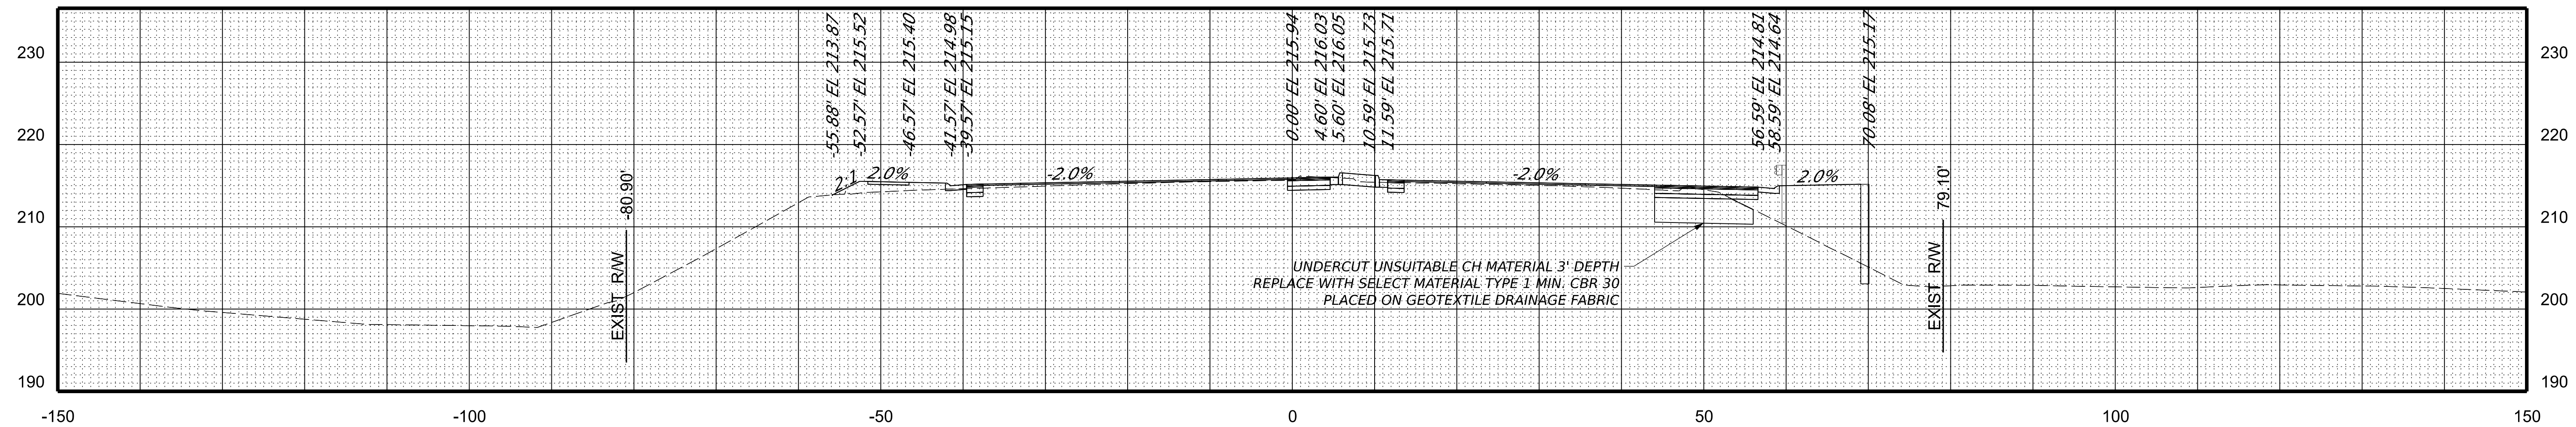 -55.88' EL 213.87
-52.57' EL 215.52
-46.57' EL 215.40
-41.57' EL 214.98
-39.57' EL 215.15
0.00' EL 215.94
4.60' EL 216.03
5.60' EL 216.05
10.59' EL 215.73
11.59' EL 215.71
56.59' EL 214.81
58.59' EL 214.64
70.08' EL 215.17
230
230
220
220
2:1
2.0%
-2.0%
-2.0%
2.0%
-80.90'
79.10'
210
210
EXIST R/W
EXIST R/W
UNDERCUT UNSUITABLE CH MATERIAL 3' DEPTH
REPLACE WITH SELECT MATERIAL TYPE 1 MIN. CBR 30
PLACED ON GEOTEXTILE DRAINAGE FABRIC
200
200
190
190
-150
-100
-50
0
50
100
150